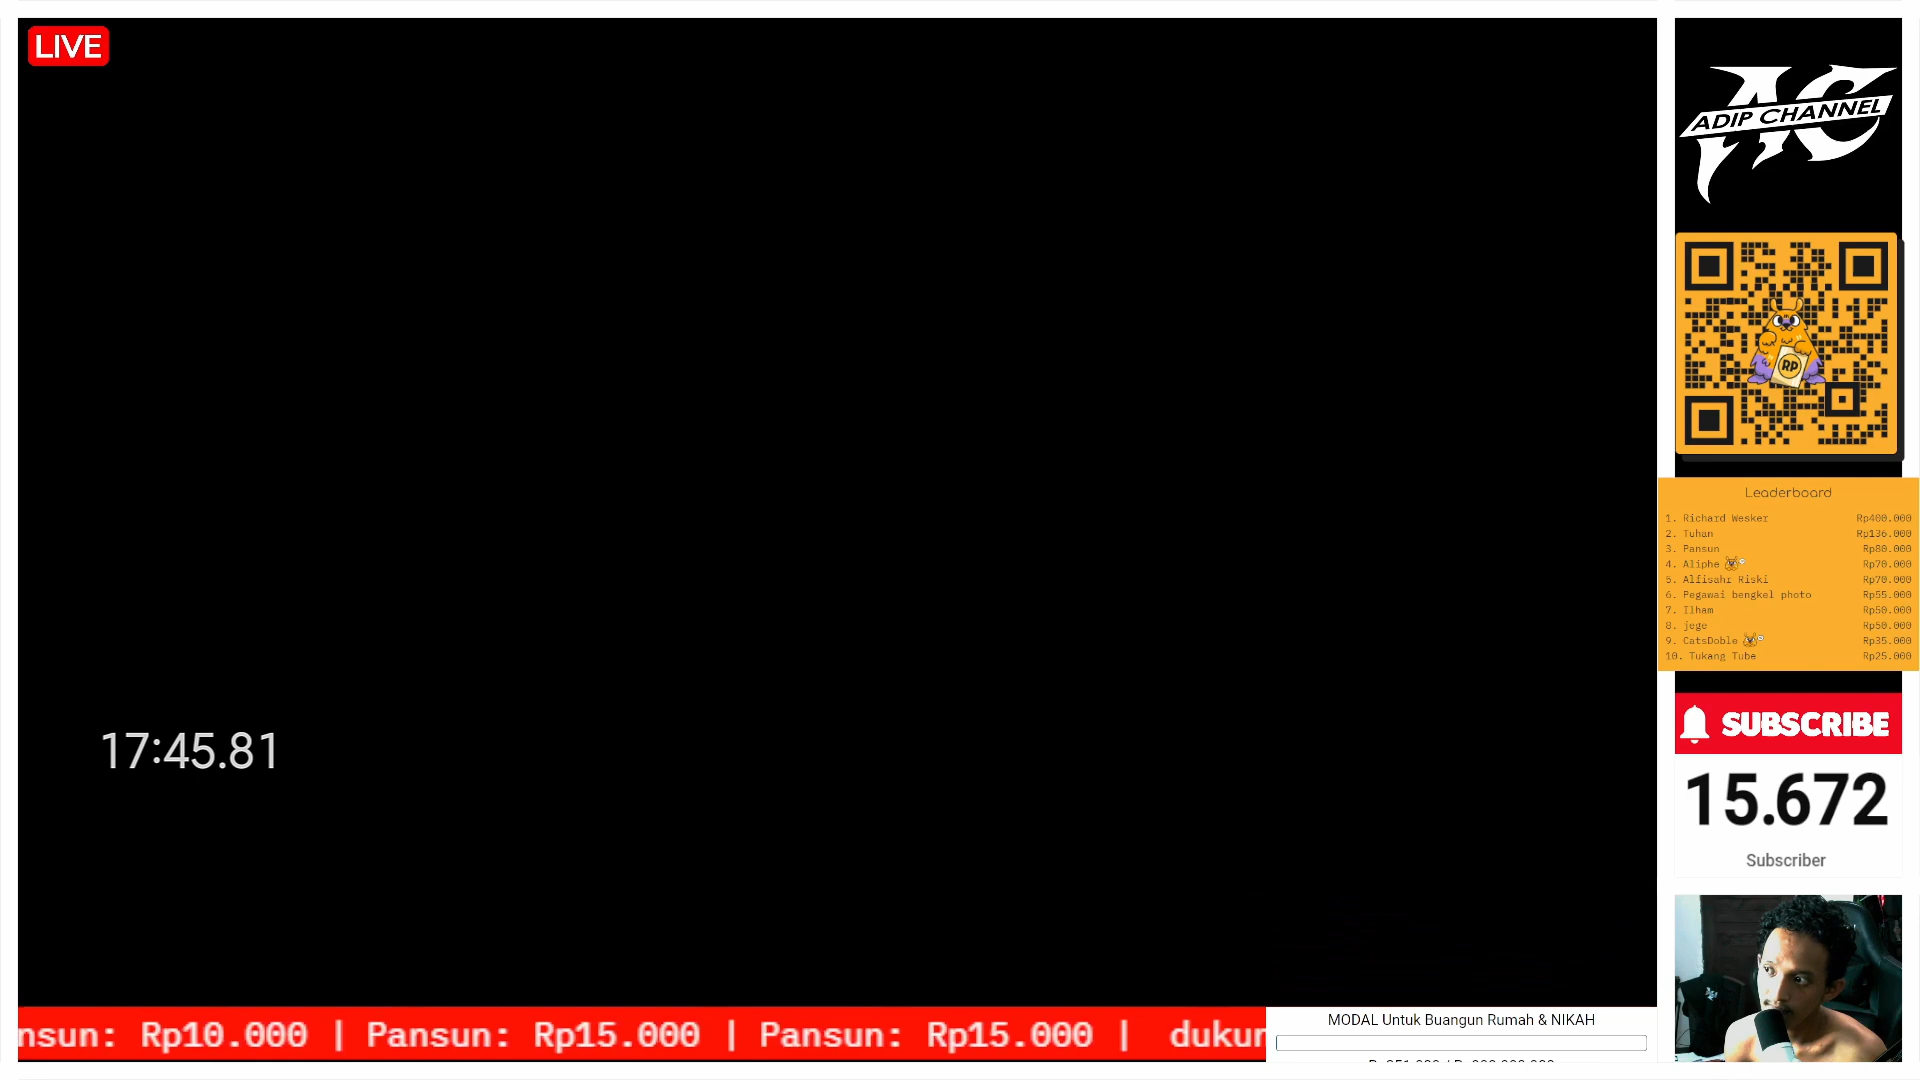 LIVE
ADIP CHANNEL
RP
Leaderboard
1. Richard Wesker Rp400.000
2. Tuhan Rp136.000
3. Pansun Rp80.000
4. Aliphe Rp70.000
5. Alfisahr Riski Rp70.000
6. Pegawai bengkel photo Rp55.000
7. Ilham Rp50.000
8. jege Rp50.000
9. CatsDoble Rp35.000
10. Tukang Tube Rp25.000
SUBSCRIBE
17:45.81
15.672
Subscriber
nsun: Rp10.000 | Pansun: Rp15.000 | Pansun: Rp15.000 | dukun
MODAL Untuk Buangun Rumah & NIKAH